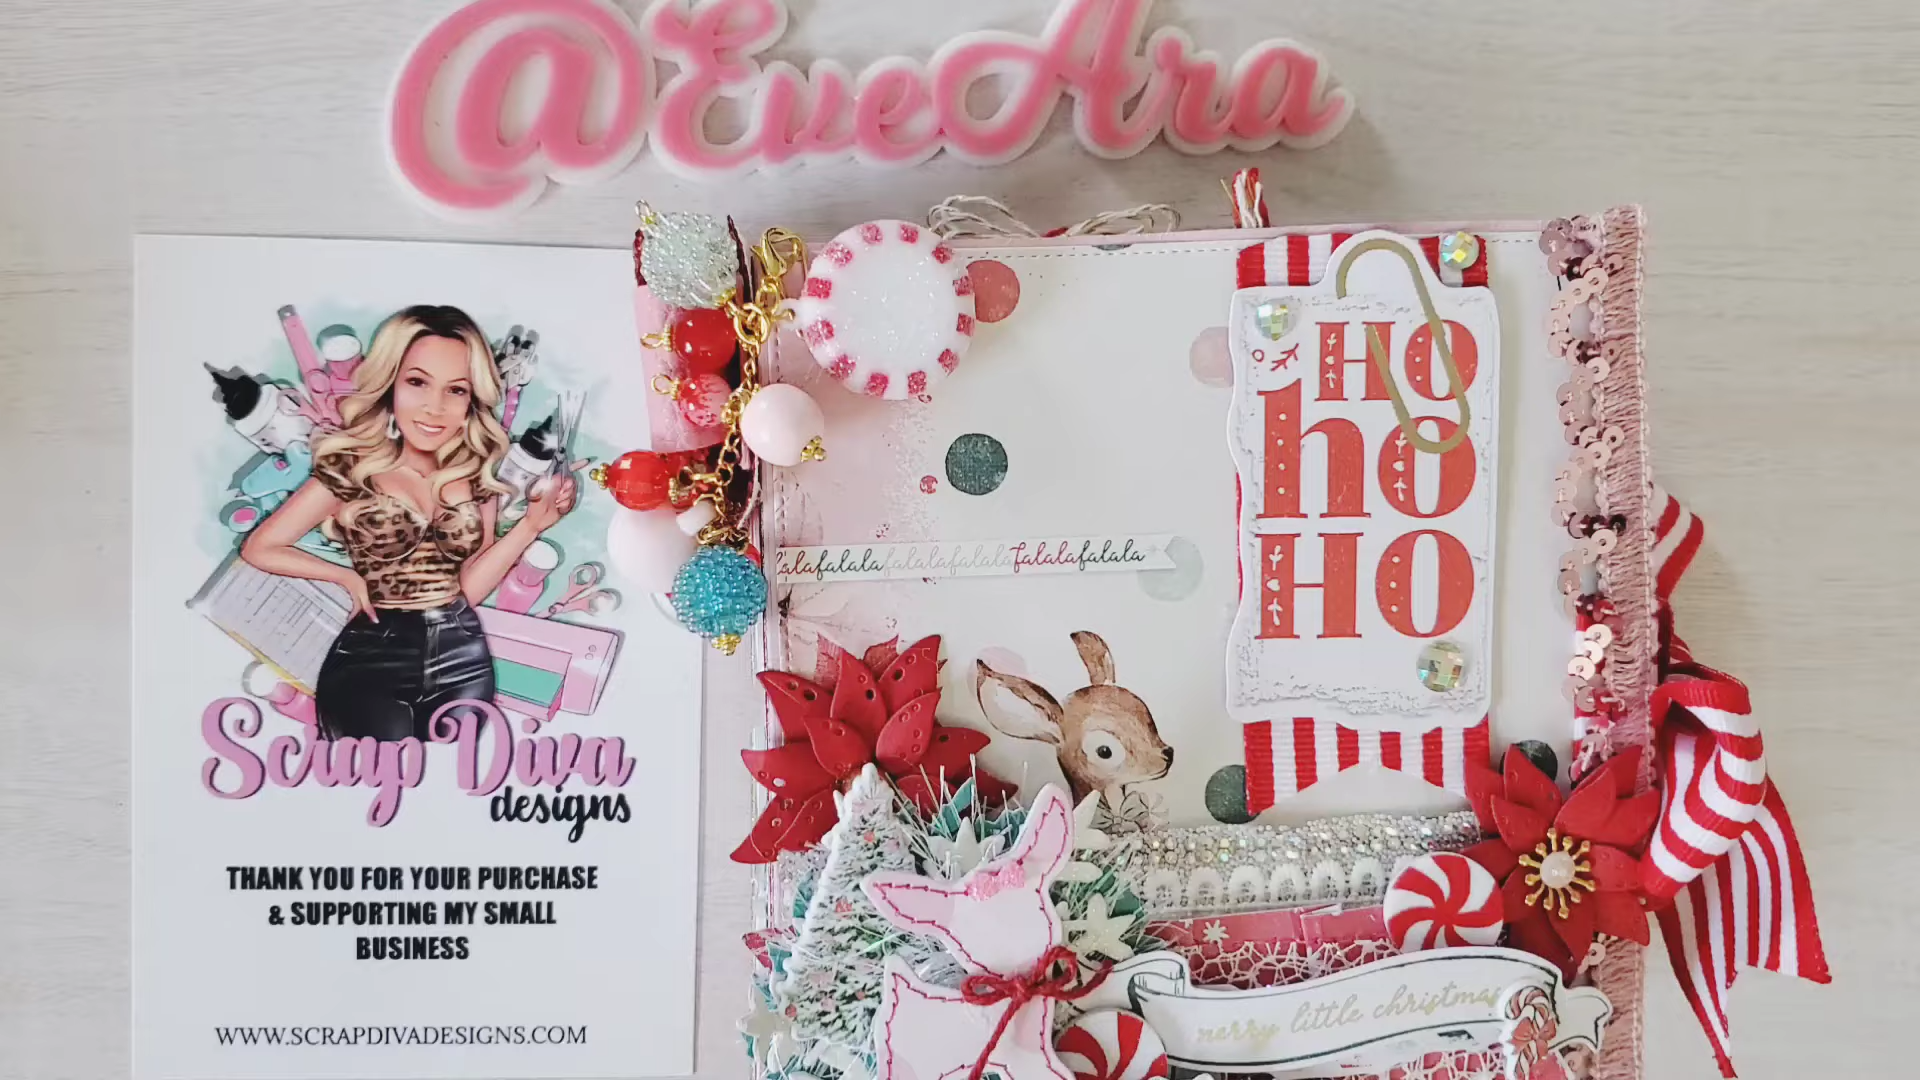 @EveAra
HO
ho
HO
alafalalafalalafalalafalalafalala
Scrap Diva
designs
THANK YOU FOR YOUR PURCHASE
& SUPPORTING MY SMALL
BUSINESS
WWW.SCRAPDIVADESIGNS.COM
merry little christmas